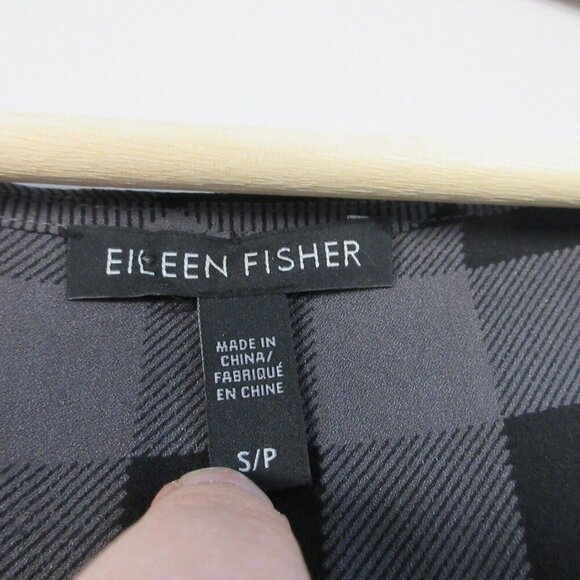 EILEEN FISHER
MADE IN
CHINA/
FABRIQUÉ
EN CHINE
S/P